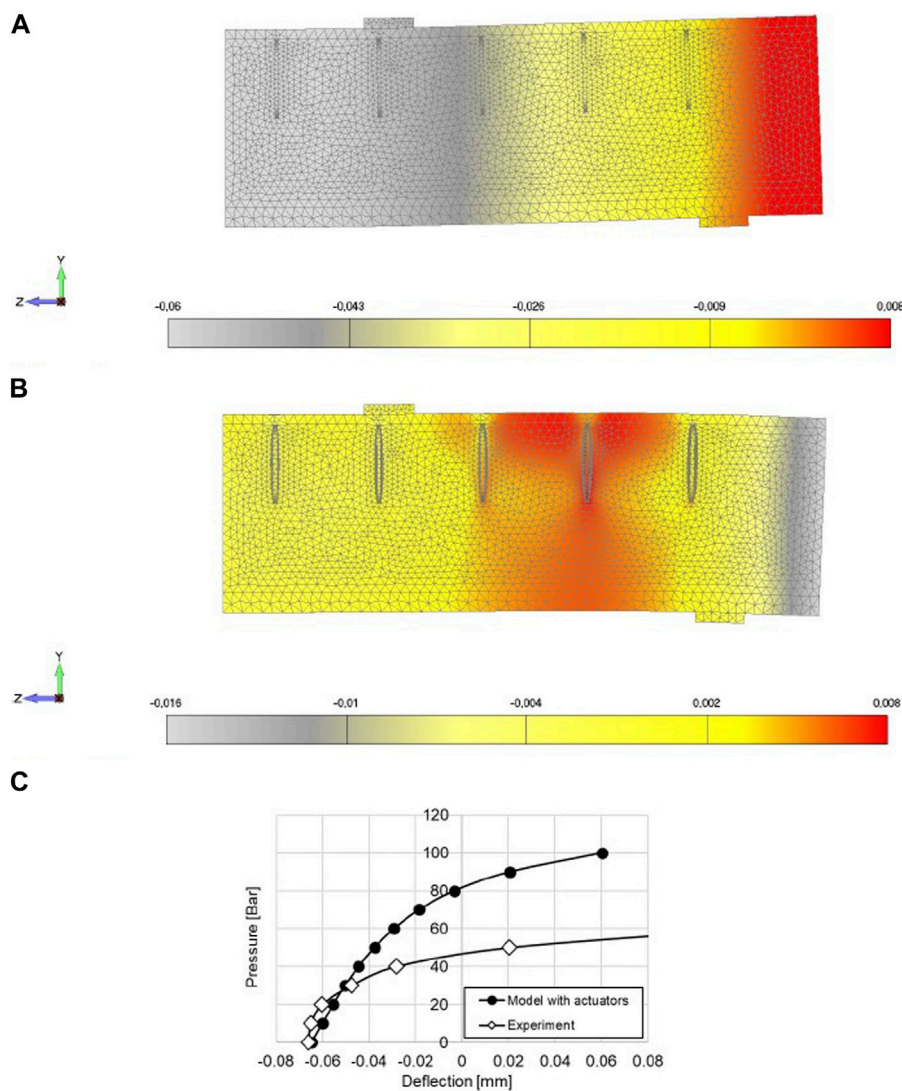 A
Y
Z
-0,06 -0,043 -0,026 -0,009 0,008
B
Y
Z
-0,016 -0,01 -0,004 0,002 0,008
C
120
100
80
60
40
20
0
Pressure [Bar]
Model with actuators
Experiment
-0.08 -0.06 -0.04 -0.02 0 0.02 0.04 0.06 0.08
Deflection [mm]